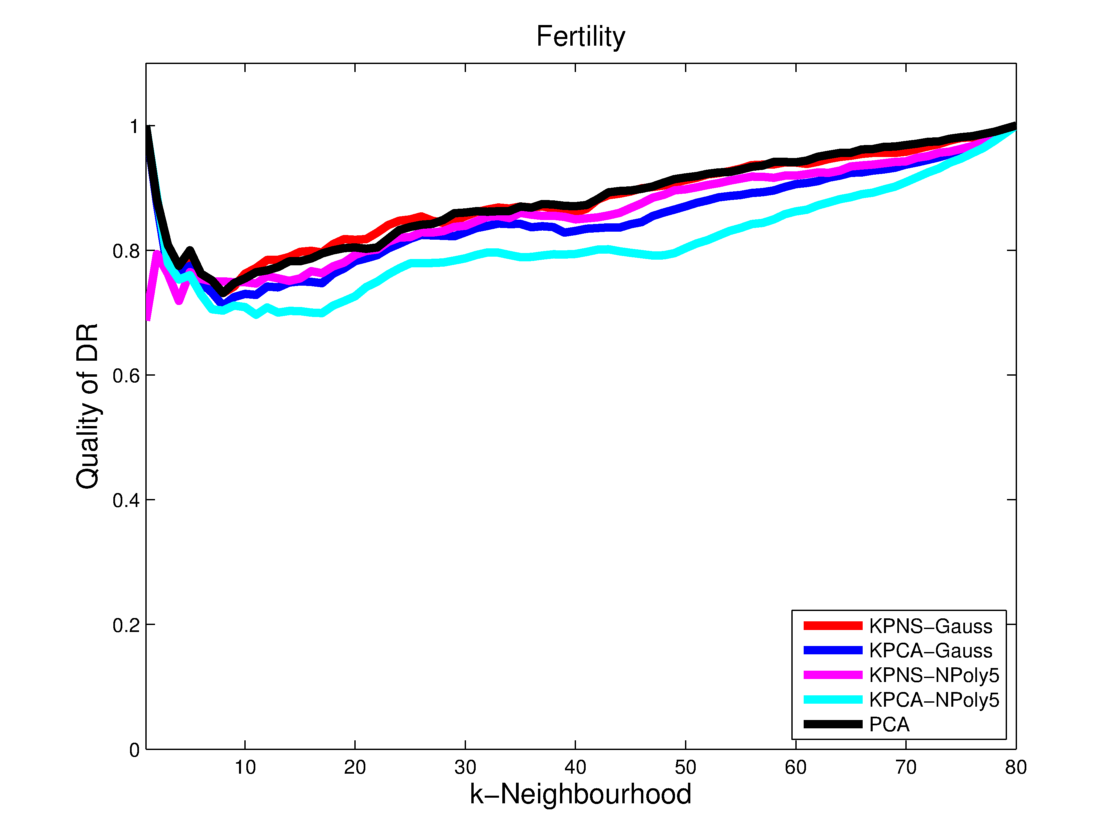 Fertility
Quality of DR
1
0.8
0.6
0.4
0.2
0
10 20 30 40 50 60 70 80
k−Neighbourhood
KPNS−Gauss
KPCA−Gauss
KPNS−NPoly5
KPCA−NPoly5
PCA